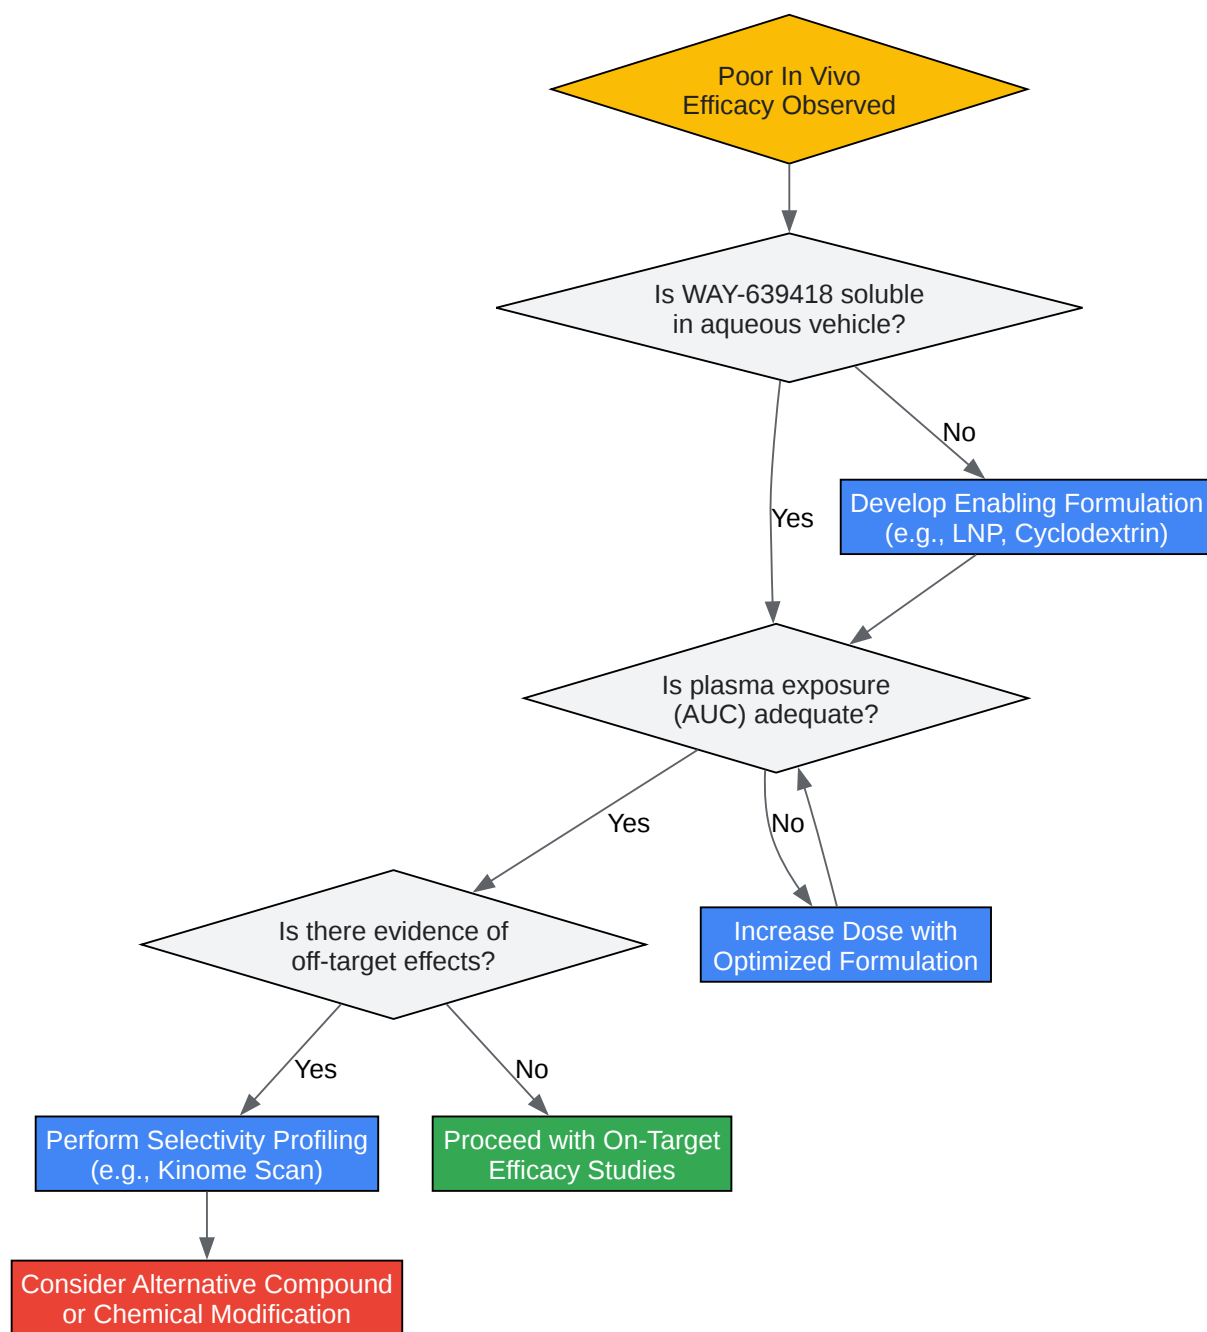 Poor In Vivo
Efficacy Observed
Is WAY-639418 soluble
in aqueous vehicle?
No
Yes
Develop Enabling Formulation
(e.g., LNP, Cyclodextrin)
Is plasma exposure
(AUC) adequate?
Yes
No
Is there evidence of
off-target effects?
Increase Dose with
Optimized Formulation
Yes
No
Perform Selectivity Profiling
(e.g., Kinome Scan)
Proceed with On-Target
Efficacy Studies
Consider Alternative Compound
or Chemical Modification